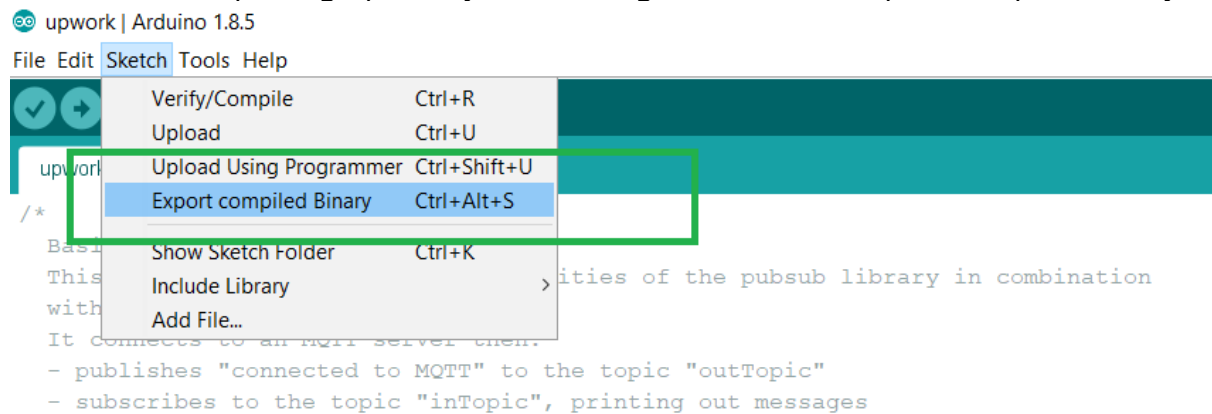 upwork | Arduino 1.8.5
File Edit Sketch Tools Help
Verify/Compile Ctrl+R
Upload Ctrl+U
upwork
Upload Using Programmer Ctrl+Shift+U
Export compiled Binary Ctrl+Alt+S
/*
Basi
Show Sketch Folder Ctrl+K
This
Include Library > ities of the pubsub library in combination
with
Add File...
It connects to an MQTT server then:
- publishes "connected to MQTT" to the topic "outTopic"
- subscribes to the topic "inTopic", printing out messages